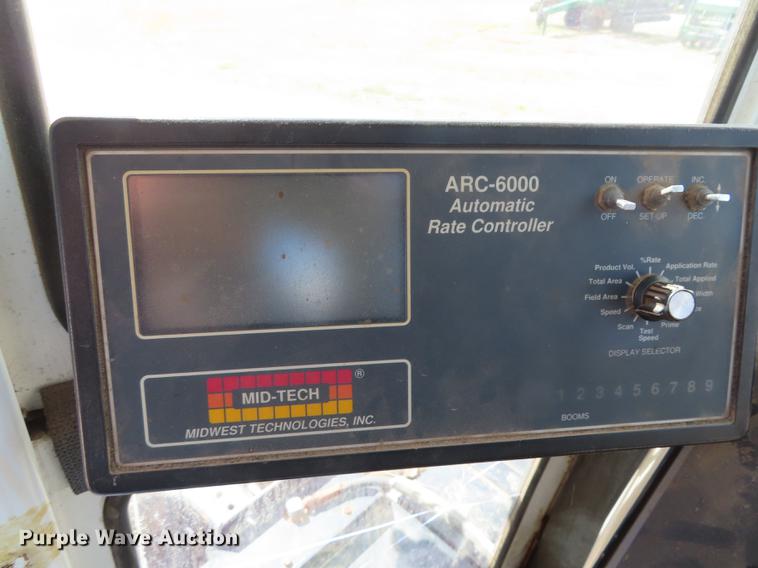 ARC-6000
Automatic
Rate Controller
ON
OPERATE
INC.
OFF
SET-UP
DEC.
%Rate
Product Vol.
Application Rate
Total Area
Total Applied
Field Area
Width
Speed
Scan
Test
Speed
Prime
DISPLAY SELECTOR
2 3 4 5 6 7 8 9
BOOMS
MID-TECH ®
MIDWEST TECHNOLOGIES, INC.
Purple Wave Auction